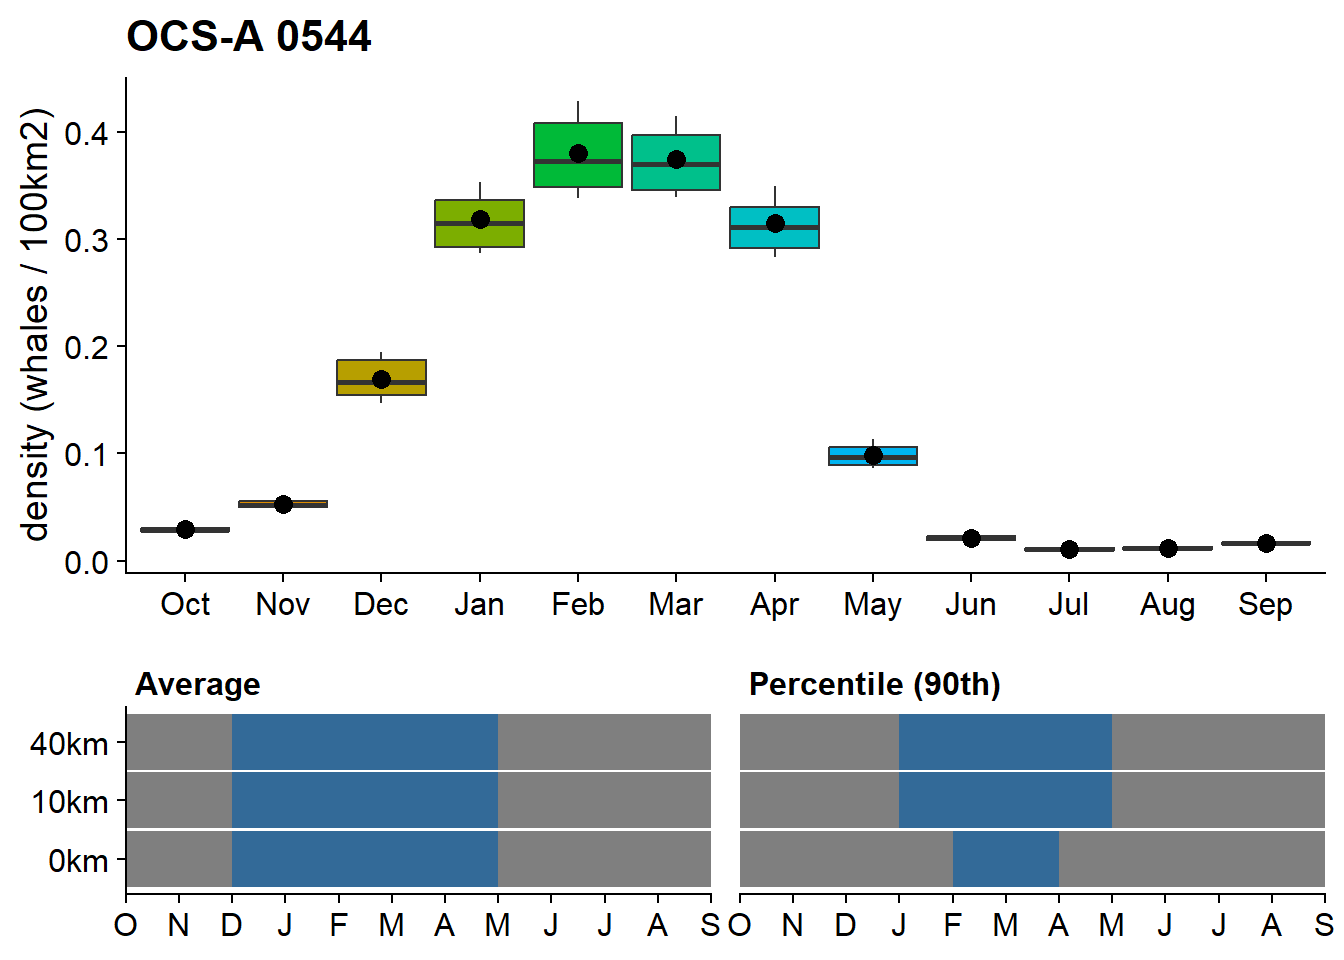 OCS-A 0544
density (whales / 100km2)
0.4
0.3
0.2
0.1
0.0
Oct Nov Dec Jan Feb Mar Apr May Jun Jul Aug Sep
Average
Percentile (90th)
40km
10km
0km
O N D J F M A M J J A S
O N D J F M A M J J A S